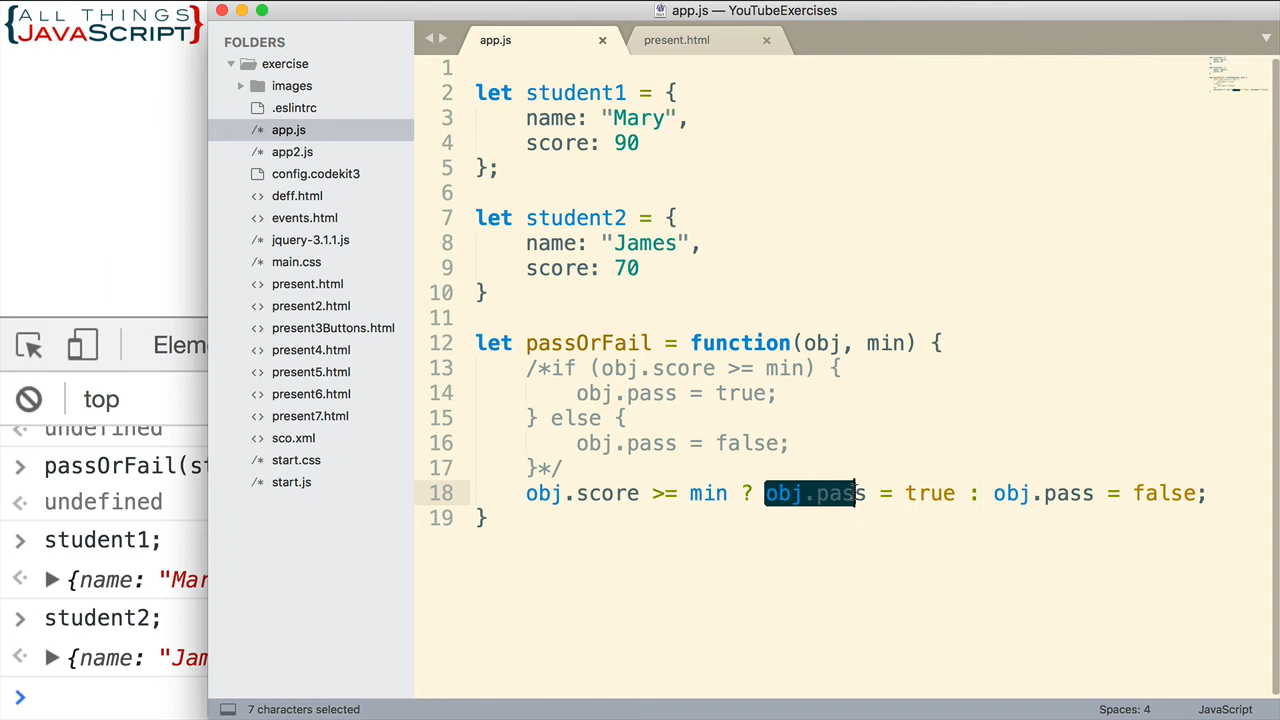 ALL THINGS
JAVASCRIPT
app.js — YouTubeExercises
FOLDERS
exercise
images
.eslintrc
app.js
app2.js
config.codekit3
deff.html
events.html
jquery-3.1.1.js
main.css
present.html
present2.html
present3Buttons.html
present4.html
present5.html
present6.html
present7.html
sco.xml
start.css
start.js
app.js
present.html
1
2 let student1 = {
3 name: "Mary",
4 score: 90
5 };
6
7 let student2 = {
8 name: "James",
9 score: 70
10 }
11
12 let passOrFail = function(obj, min) {
13 /*if (obj.score >= min) {
14 obj.pass = true;
15 } else {
16 obj.pass = false;
17 }*/
18 obj.score >= min ? obj.pass = true : obj.pass = false;
19 }
Elem
top
undefined
passOrFail(st
undefined
student1;
{name: "Mar
student2;
{name: "Jam
7 characters selected
Spaces: 4
JavaScript